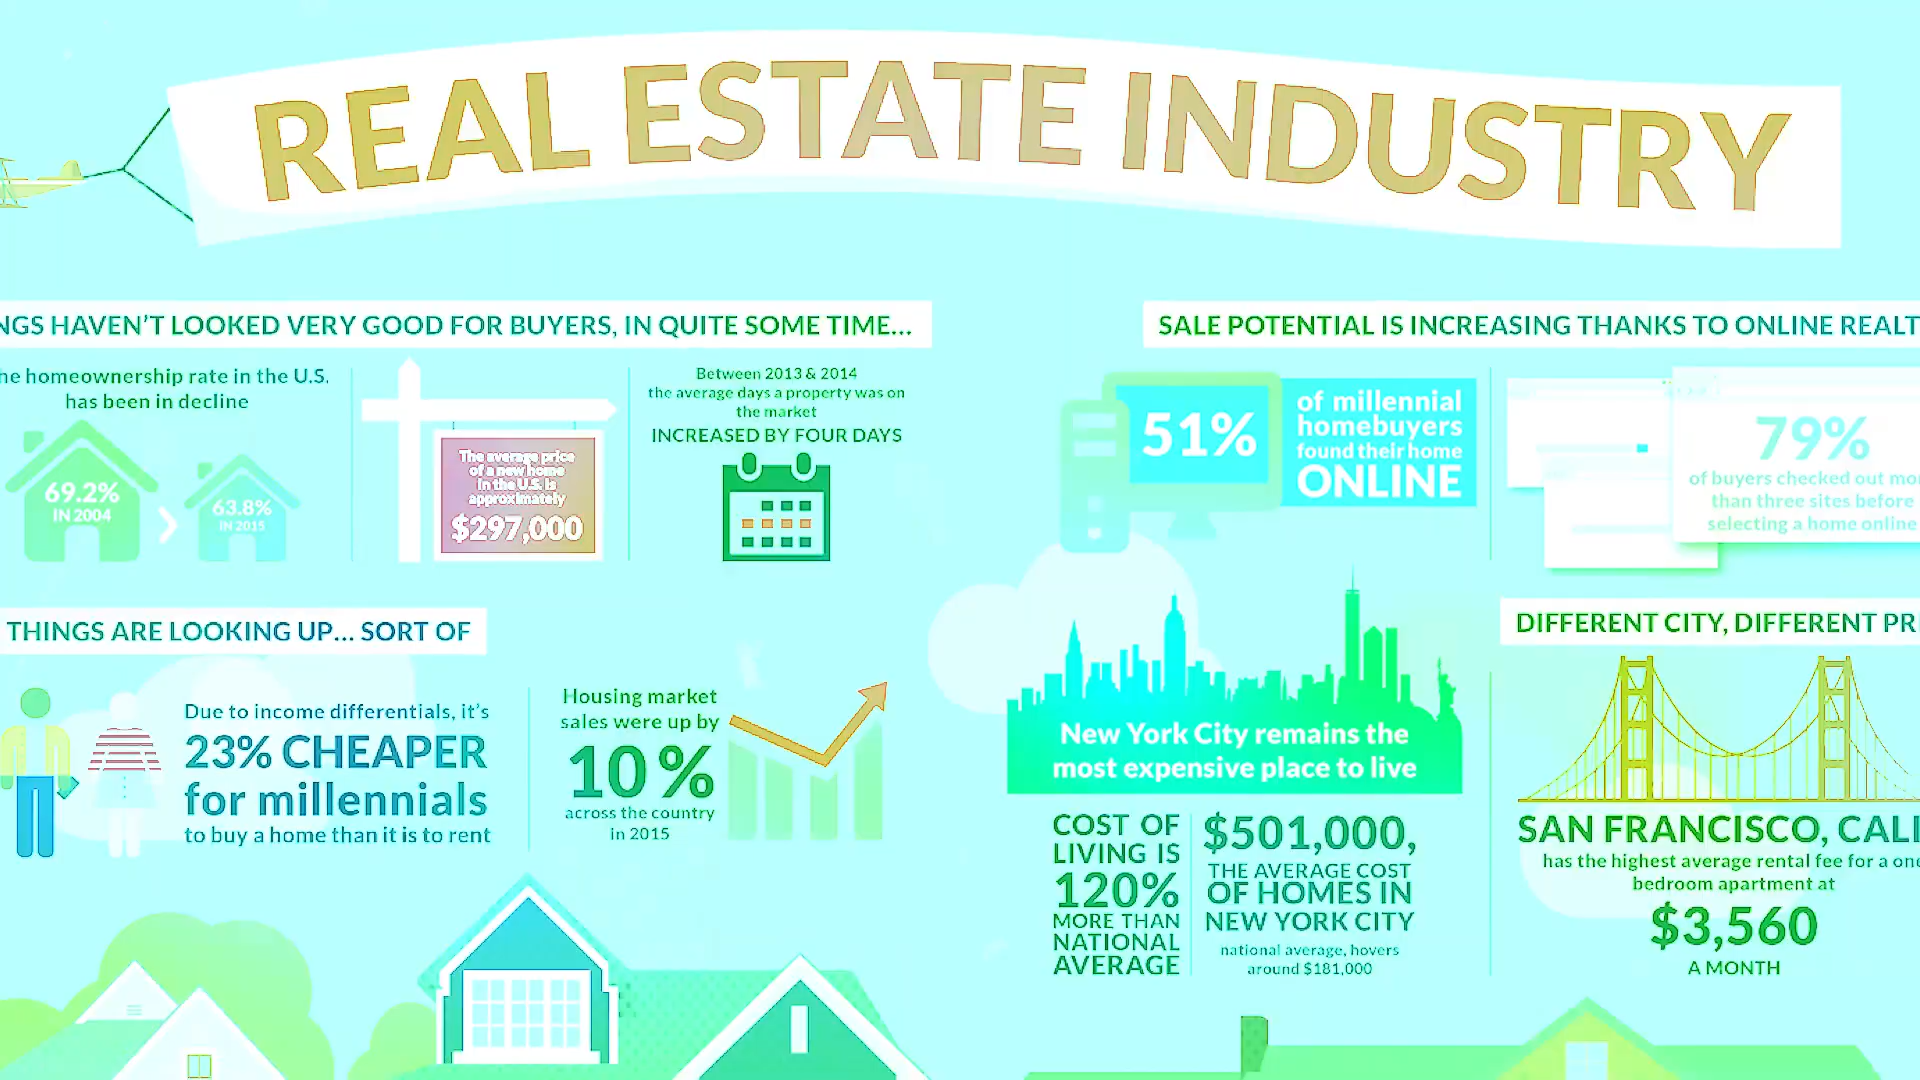 REAL ESTATE INDUSTRY
NGS HAVEN'T LOOKED VERY GOOD FOR BUYERS, IN QUITE SOME TIME...
he homeownership rate in the U.S.
has been in decline
69.2%
IN 2004
63.8%
IN 2015
The average price
of a new home
in the U.S. is
approximately
$297,000
Between 2013 & 2014
the average days a property was on
the market
INCREASED BY FOUR DAYS
SALE POTENTIAL IS INCREASING THANKS TO ONLINE REALT
51%
of millennial
homebuyers
found their home
ONLINE
79%
of buyers checked out mo
than three sites before
selecting a home online
THINGS ARE LOOKING UP... SORT OF
Due to income differentials, it's
23% CHEAPER
for millennials
to buy a home than it is to rent
Housing market
sales were up by
10%
across the country
in 2015
New York City remains the
most expensive place to live
COST OF
LIVING IS
120%
MORE THAN
NATIONAL
AVERAGE
$501,000,
THE AVERAGE COST
OF HOMES IN
NEW YORK CITY
national average, hovers
around $181,000
DIFFERENT CITY, DIFFERENT PR
SAN FRANCISCO, CALI
has the highest average rental fee for a one
bedroom apartment at
$3,560
A MONTH